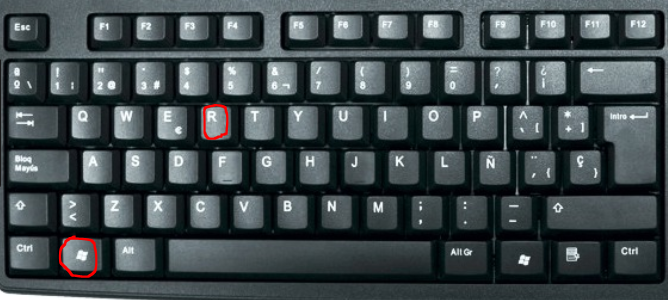 Esc F1 F2 F3 F4 F5 F6 F7 F8 F9 F10 F11 F12
ª ! " · $ % & / ( ) = ? ¿
º \ 1 | 2 @ 3 # 4 5 6 ¬ 7 8 9 0 ' ¡
Q W E € R T Y U I O P ^ ` [ * + ] Intro
Bloq
Mayús
A S D F G H J K L Ñ ¨ ´ { Ç }
> < Z X C V B N M ; , : . _ -
Ctrl Alt Alt Gr Ctrl